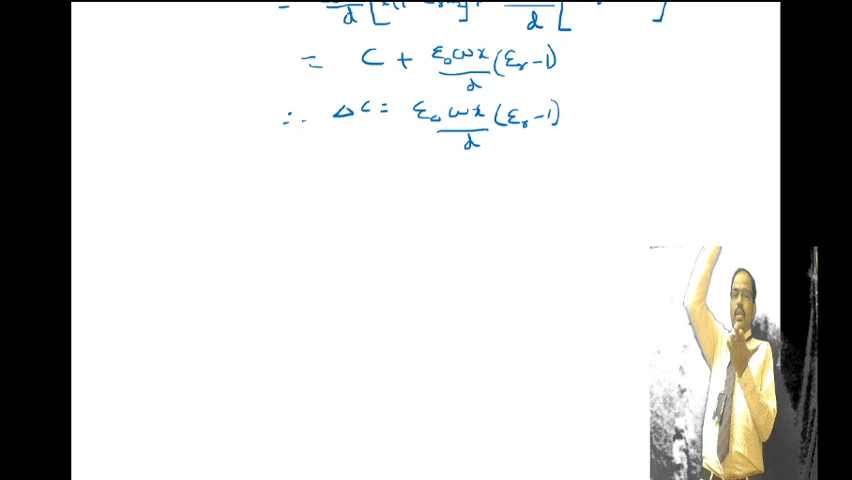 = C + ε₀ωx/d (εᵣ-1)
∴ ΔC = ε₀ωx/d (εᵣ-1)